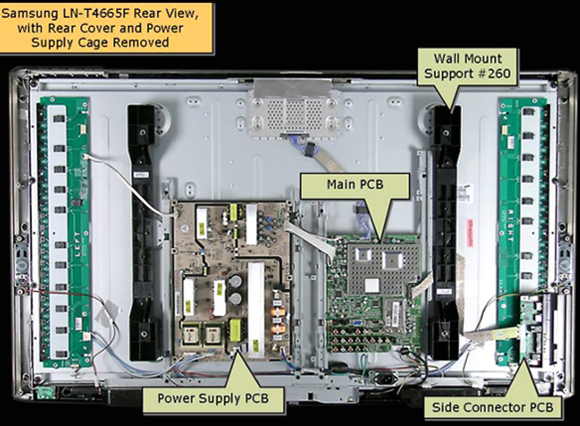 Samsung LN-T4665F Rear View,
with Rear Cover and Power
Supply Cage Removed
Wall Mount
Support #260
Main PCB
LEFT
RIGHT
Power Supply PCB
Side Connector PCB